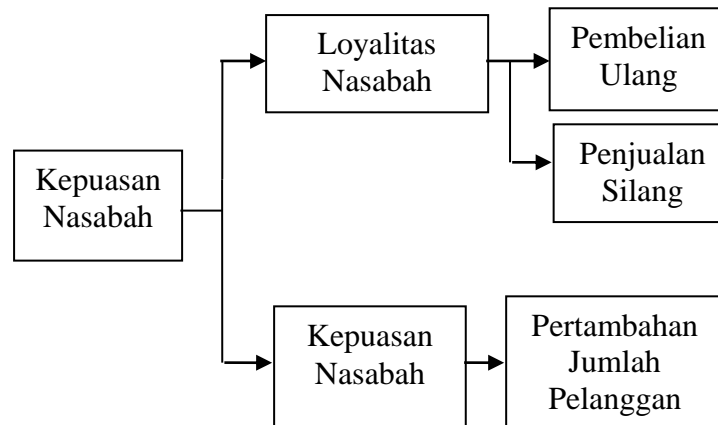 Loyalitas
Nasabah
Pembelian
Ulang
Penjualan
Silang
Kepuasan
Nasabah
Kepuasan
Nasabah
Pertambahan
Jumlah
Pelanggan